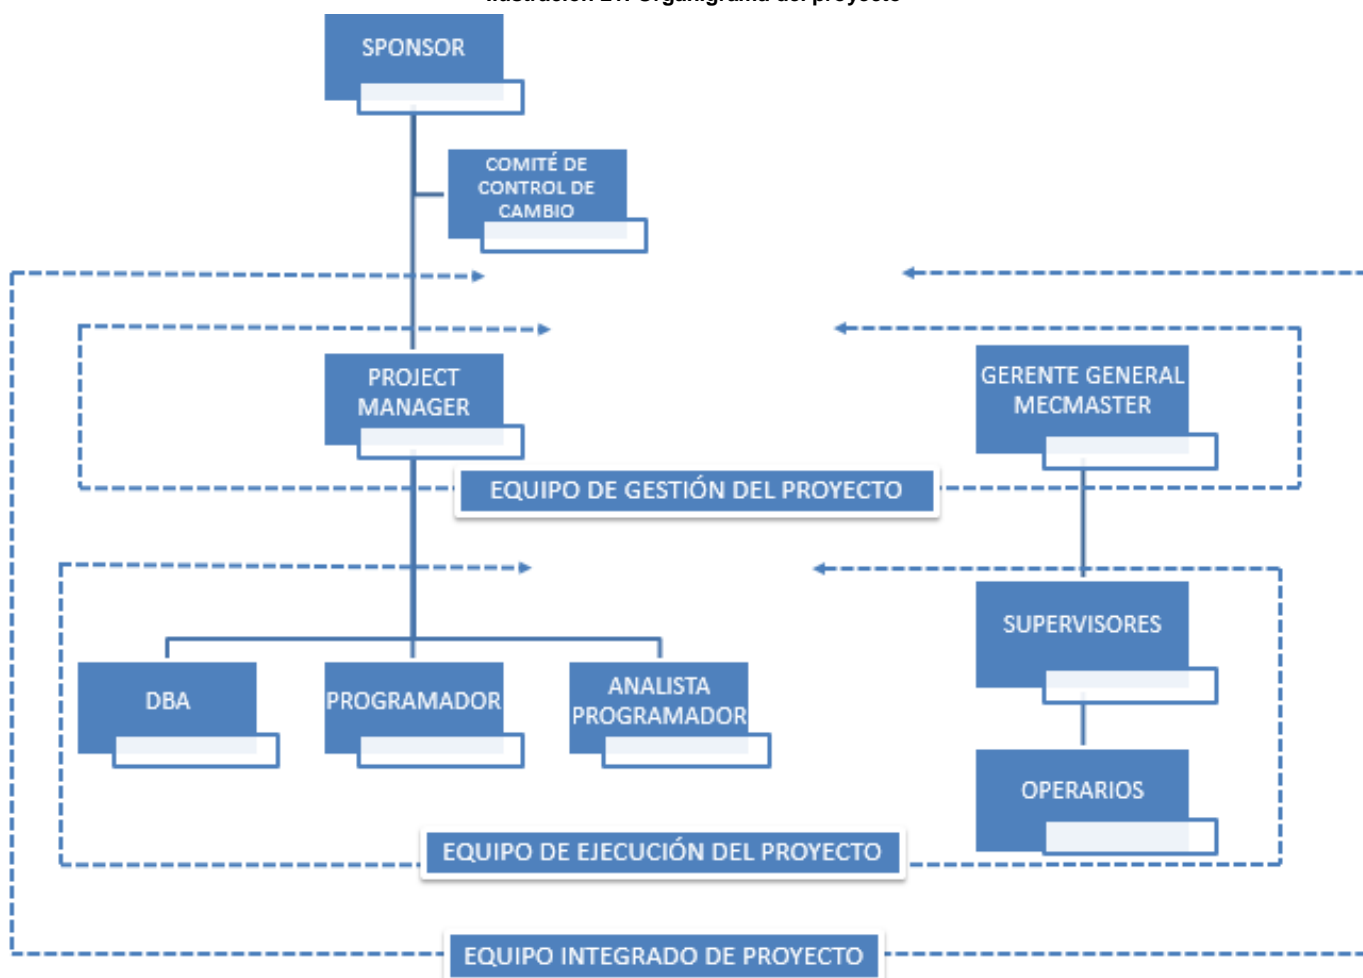 SPONSOR
COMITÉ DE
CONTROL DE
CAMBIO
PROJECT
MANAGER
GERENTE GENERAL
MECMASTER
EQUIPO DE GESTIÓN DEL PROYECTO
SUPERVISORES
DBA
PROGRAMADOR
ANALISTA
PROGRAMADOR
OPERARIOS
EQUIPO DE EJECUCIÓN DEL PROYECTO
EQUIPO INTEGRADO DE PROYECTO